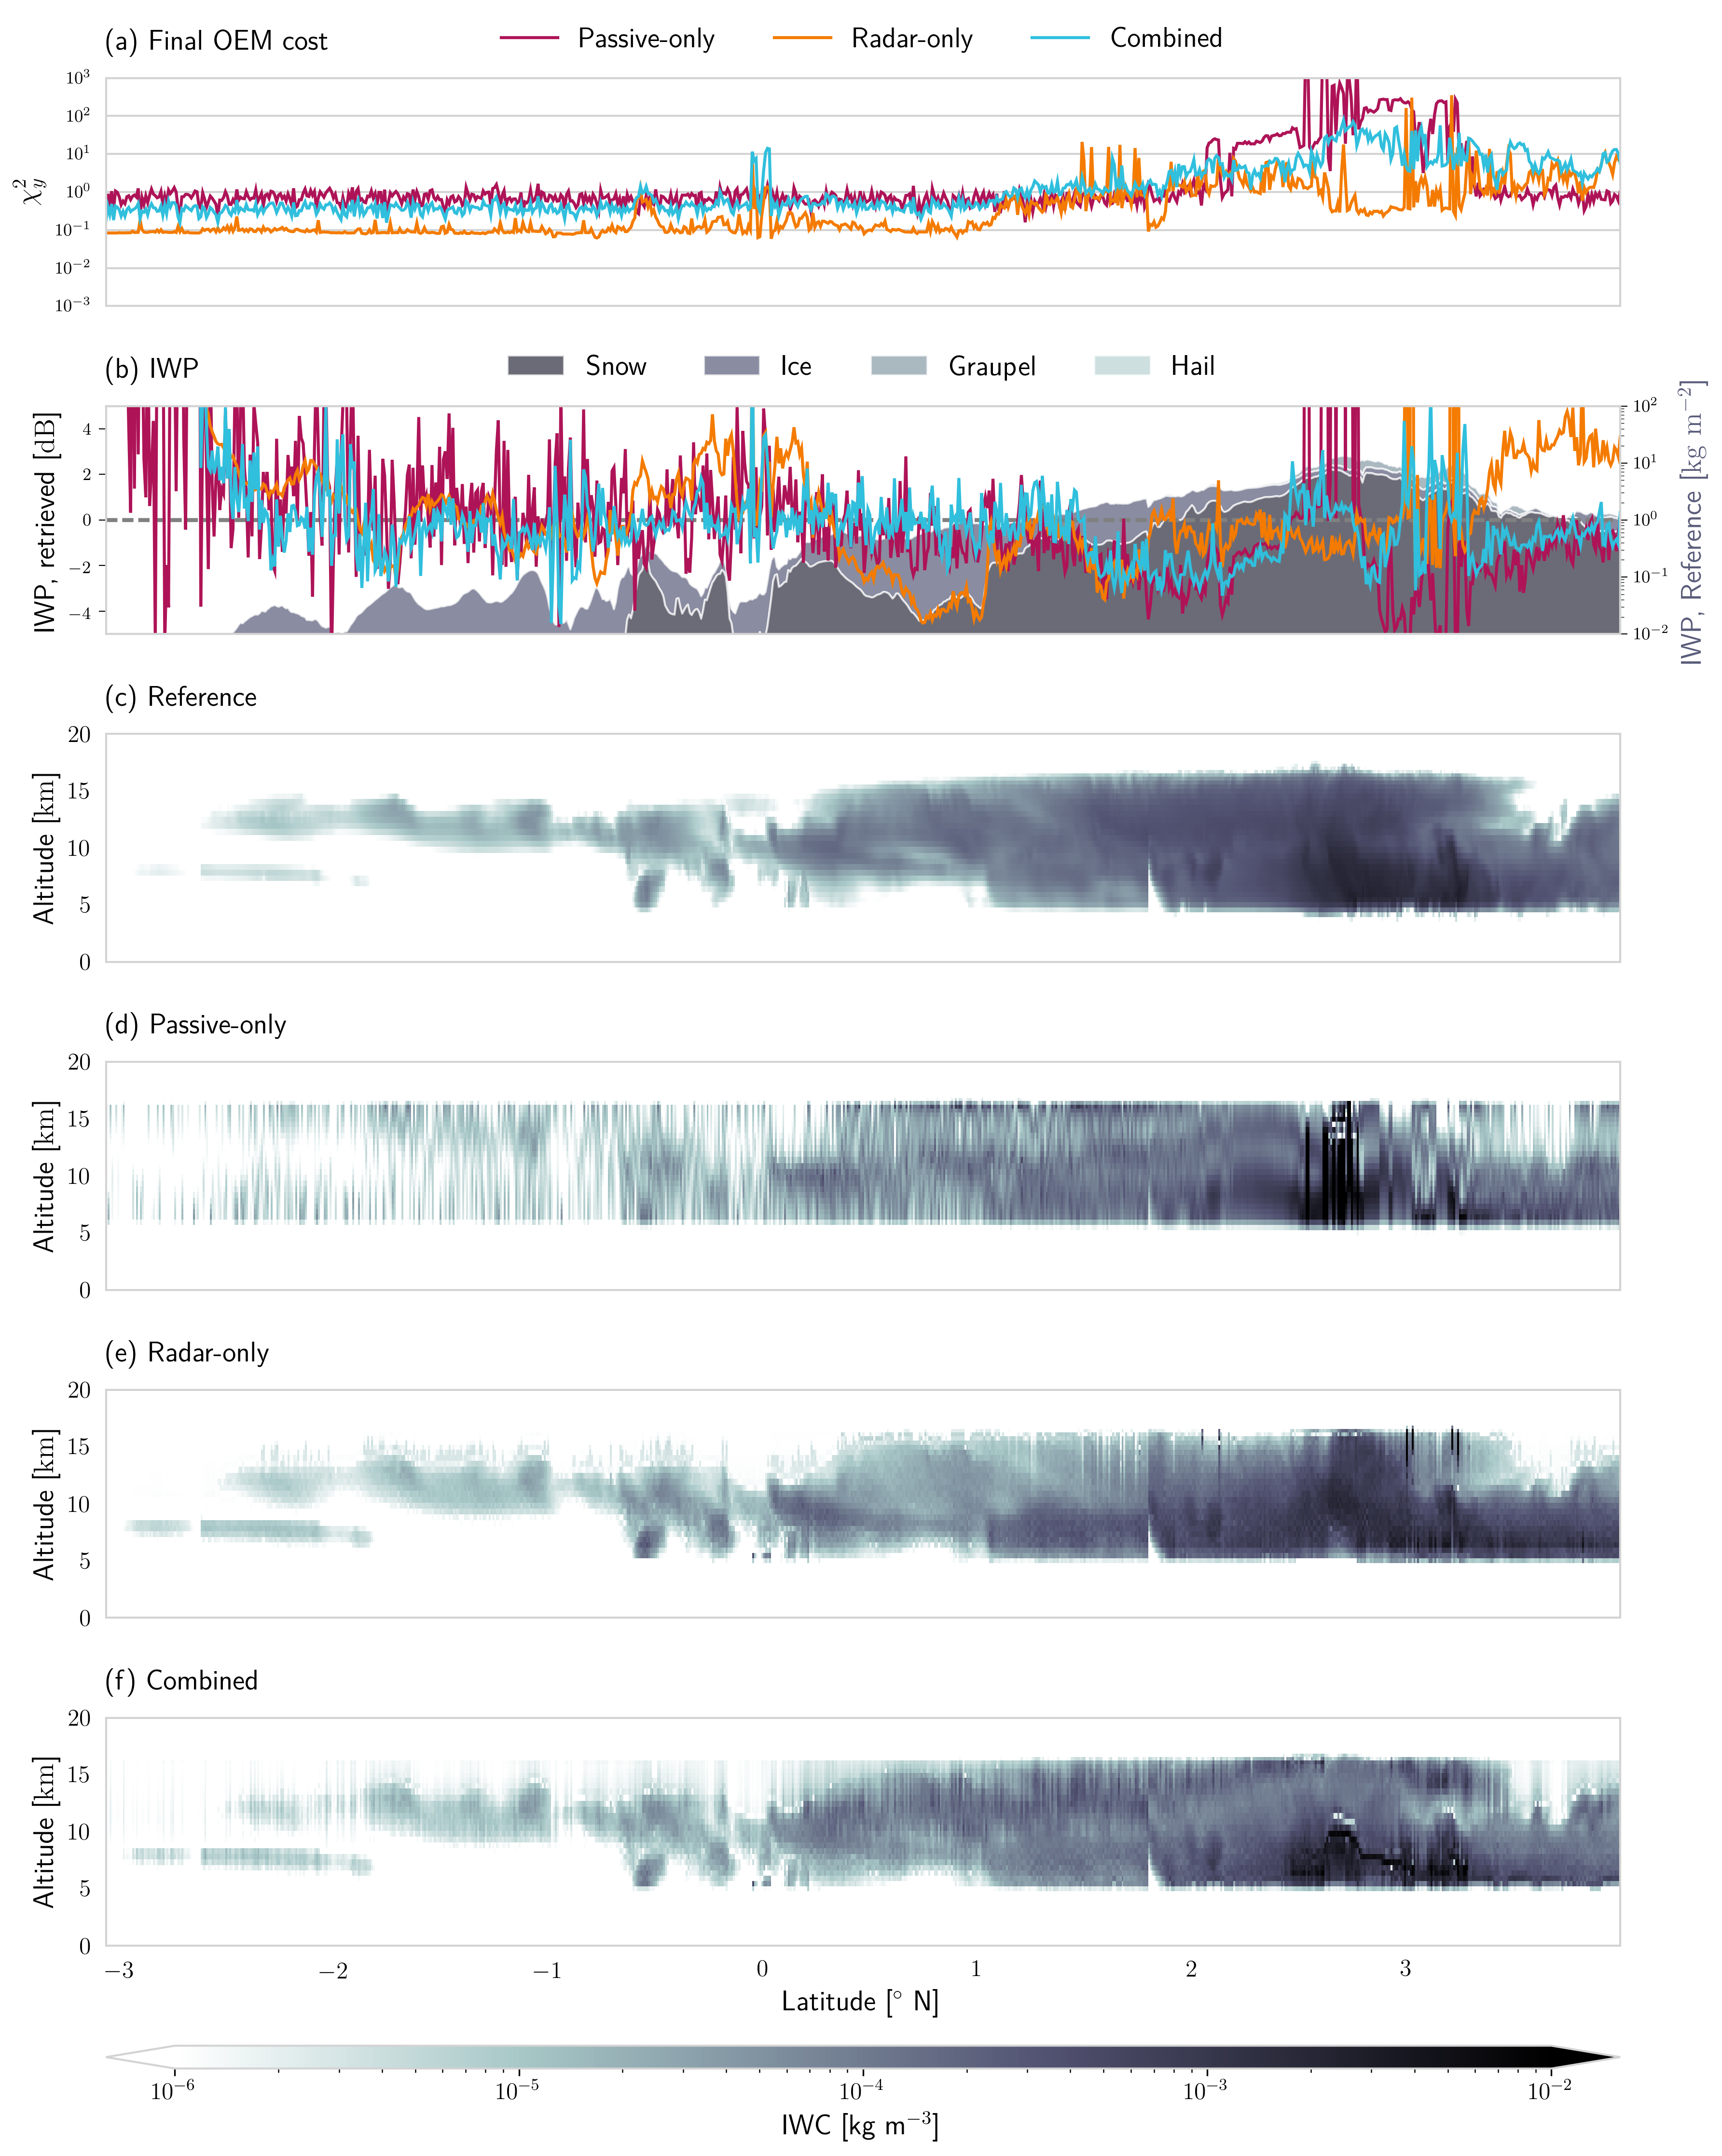 (a) Final OEM cost
Passive-only Radar-only Combined
10³
10²
10¹
10⁰
10⁻¹
10⁻²
10⁻³
χ²_y
(b) IWP
Snow Ice Graupel Hail
4
2
0
−2
−4
IWP, retrieved [dB]
10²
10¹
10⁰
10⁻¹
10⁻²
IWP, Reference [kg m⁻²]
(c) Reference
20
15
10
5
0
Altitude [km]
(d) Passive-only
20
15
10
5
0
Altitude [km]
(e) Radar-only
20
15
10
5
0
Altitude [km]
(f) Combined
20
15
10
5
0
Altitude [km]
−3 −2 −1 0 1 2 3
Latitude [° N]
10⁻⁶ 10⁻⁵ 10⁻⁴ 10⁻³ 10⁻²
IWC [kg m⁻³]